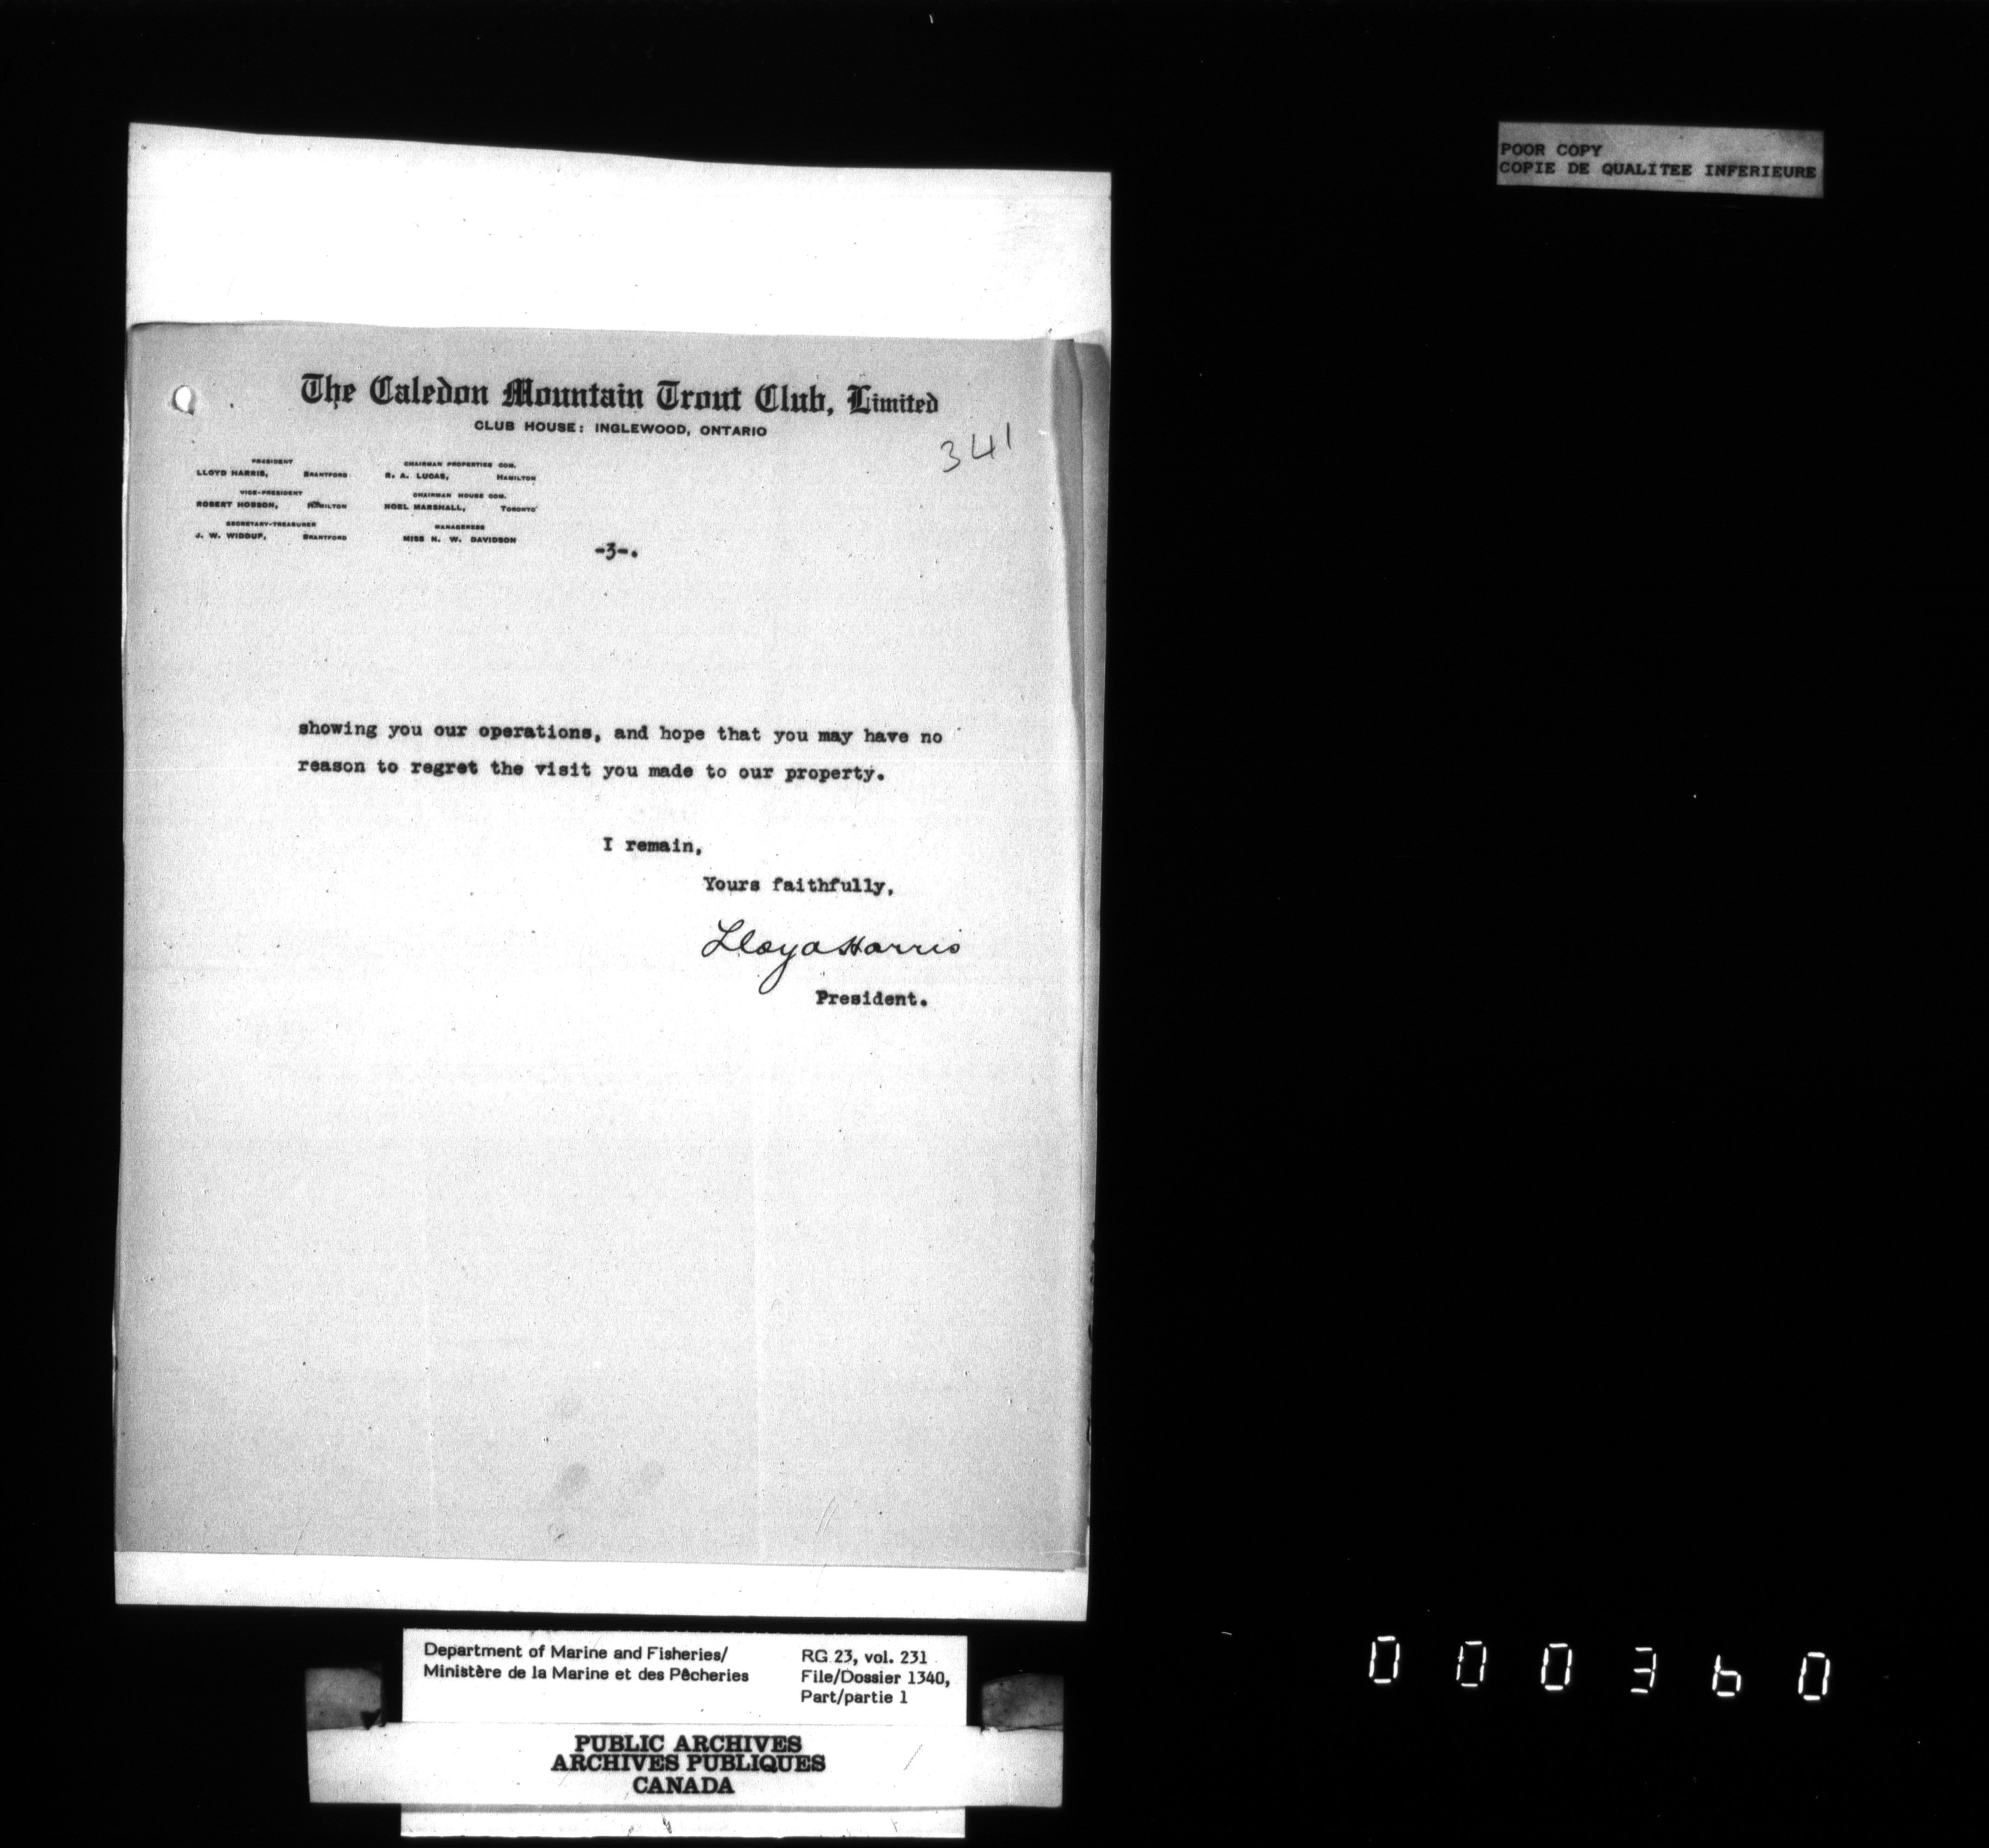 POOR COPY
COPIE DE QUALITEE INFERIEURE
The Caledon Mountain Trout Club, Limited
CLUB HOUSE: INGLEWOOD, ONTARIO
341
PRESIDENT
LLOYD HARRIS, BRANTFORD
VICE-PRESIDENT
ROBERT HOBSON, HAMILTON
SECRETARY-TREASURER
J. W. WIDDUP, BRANTFORD
CHAIRMAN PROPERTIES COM.
R. A. LUCAS, HAMILTON
CHAIRMAN HOUSE COM.
NOEL MARSHALL, TORONTO
MANAGERESS
MISS N. W. DAVIDSON
-3-.
showing you our operations, and hope that you may have no
reason to regret the visit you made to our property.
I remain,
Yours faithfully,
Lloyd Harris
President.
Department of Marine and Fisheries/
Ministère de la Marine et des Pêcheries
RG 23, vol. 231
File/Dossier 1340,
Part/partie 1
PUBLIC ARCHIVES
ARCHIVES PUBLIQUES
CANADA
000360